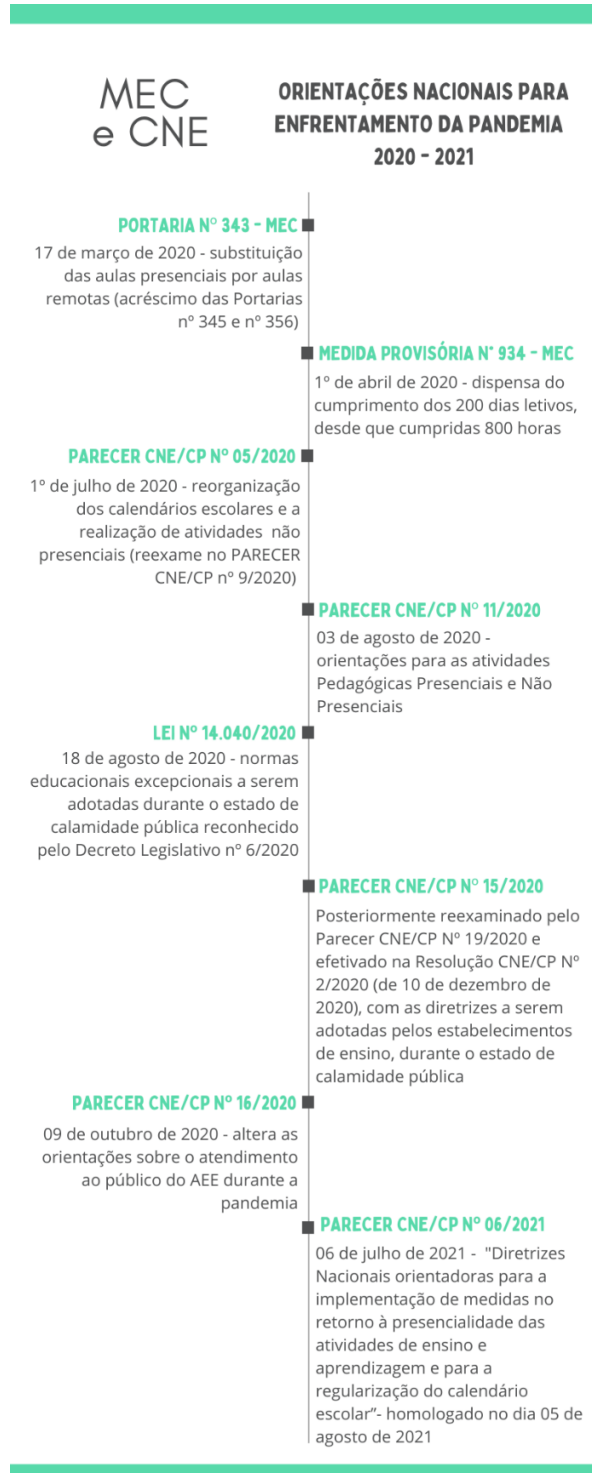 MEC
e CNE
ORIENTAÇÕES NACIONAIS PARA
ENFRENTAMENTO DA PANDEMIA
2020 - 2021
PORTARIA Nº 343 - MEC
17 de março de 2020 - substituição
das aulas presenciais por aulas
remotas (acréscimo das Portarias
nº 345 e nº 356)
MEDIDA PROVISÓRIA N° 934 - MEC
1º de abril de 2020 - dispensa do
cumprimento dos 200 dias letivos,
desde que cumpridas 800 horas
PARECER CNE/CP Nº 05/2020
1º de julho de 2020 - reorganização
dos calendários escolares e a
realização de atividades não
presenciais (reexame no PARECER
CNE/CP nº 9/2020)
PARECER CNE/CP Nº 11/2020
03 de agosto de 2020 -
orientações para as atividades
Pedagógicas Presenciais e Não
Presenciais
LEI Nº 14.040/2020
18 de agosto de 2020 - normas
educacionais excepcionais a serem
adotadas durante o estado de
calamidade pública reconhecido
pelo Decreto Legislativo nº 6/2020
PARECER CNE/CP Nº 15/2020
Posteriormente reexaminado pelo
Parecer CNE/CP Nº 19/2020 e
efetivado na Resolução CNE/CP Nº
2/2020 (de 10 de dezembro de
2020), com as diretrizes a serem
adotadas pelos estabelecimentos
de ensino, durante o estado de
calamidade pública
PARECER CNE/CP Nº 16/2020
09 de outubro de 2020 - altera as
orientações sobre o atendimento
ao público do AEE durante a
pandemia
PARECER CNE/CP Nº 06/2021
06 de julho de 2021 - "Diretrizes
Nacionais orientadoras para a
implementação de medidas no
retorno à presencialidade das
atividades de ensino e
aprendizagem e para a
regularização do calendário
escolar”- homologado no dia 05 de
agosto de 2021